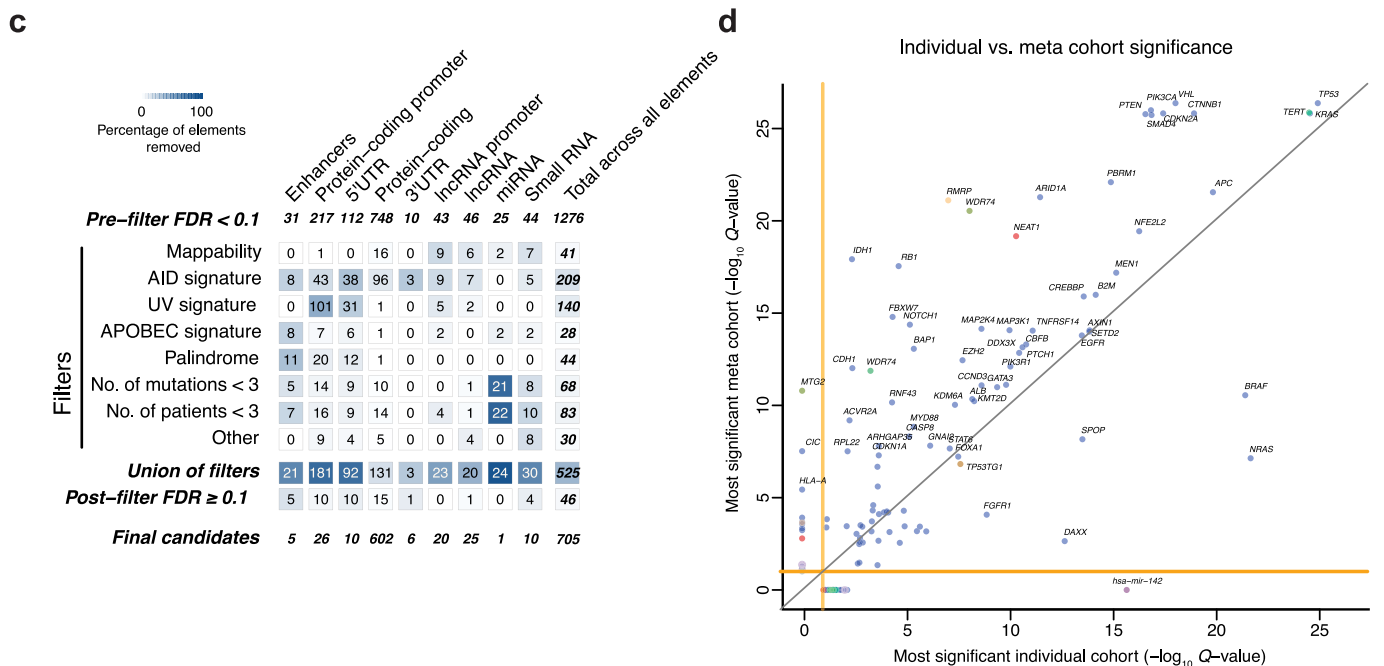 c
0 100
Percentage of elements
removed
Enhancers
Protein–coding promoter
5'UTR
Protein–coding
3'UTR
lncRNA promoter
lncRNA
miRNA
Small RNA
Total across all elements
Pre–filter FDR < 0.1 31 217 112 748 10 43 46 25 44 1276
Filters
Mappability 0 1 0 16 0 9 6 2 7 41
AID signature 8 43 38 96 3 9 7 0 5 209
UV signature 0 101 31 1 0 5 2 0 0 140
APOBEC signature 8 7 6 1 0 2 0 2 2 28
Palindrome 11 20 12 1 0 0 0 0 0 44
No. of mutations < 3 5 14 9 10 0 0 1 21 8 68
No. of patients < 3 7 16 9 14 0 4 1 22 10 83
Other 0 9 4 5 0 0 4 0 8 30
Union of filters 21 181 92 131 3 23 20 24 30 525
Post–filter FDR ≥ 0.1 5 10 10 15 1 0 1 0 4 46
Final candidates 5 26 10 602 6 20 25 1 10 705
d
Individual vs. meta cohort significance
Most significant meta cohort (−log10 Q−value)
25
20
15
10
5
0
PTEN
PIK3CA
VHL
CTNNB1
SMAD4
CDKN2A
TP53
TERT
KRAS
PBRM1
APC
RMRP
WDR74
ARID1A
NEAT1
NFE2L2
IDH1
RB1
MEN1
CREBBP
B2M
FBXW7
NOTCH1
MAP2K4
MAP3K1
TNFRSF14
AXIN1
SETD2
EGFR
BAP1
DDX3X
CBFB
PTCH1
EZH2
PIK3R1
CDH1
WDR74
MTG2
CCND3
GATA3
BRAF
RNF43
KDM6A
ALB
KMT2D
ACVR2A
MYD88
CASP8
SPOP
CIC
RPL22
ARHGAP35
CDKN1A
GNAI2
STAT6
FOXA1
TP53TG1
NRAS
HLA−A
FGFR1
DAXX
hsa−mir−142
0 5 10 15 20 25
Most significant individual cohort (−log10 Q−value)